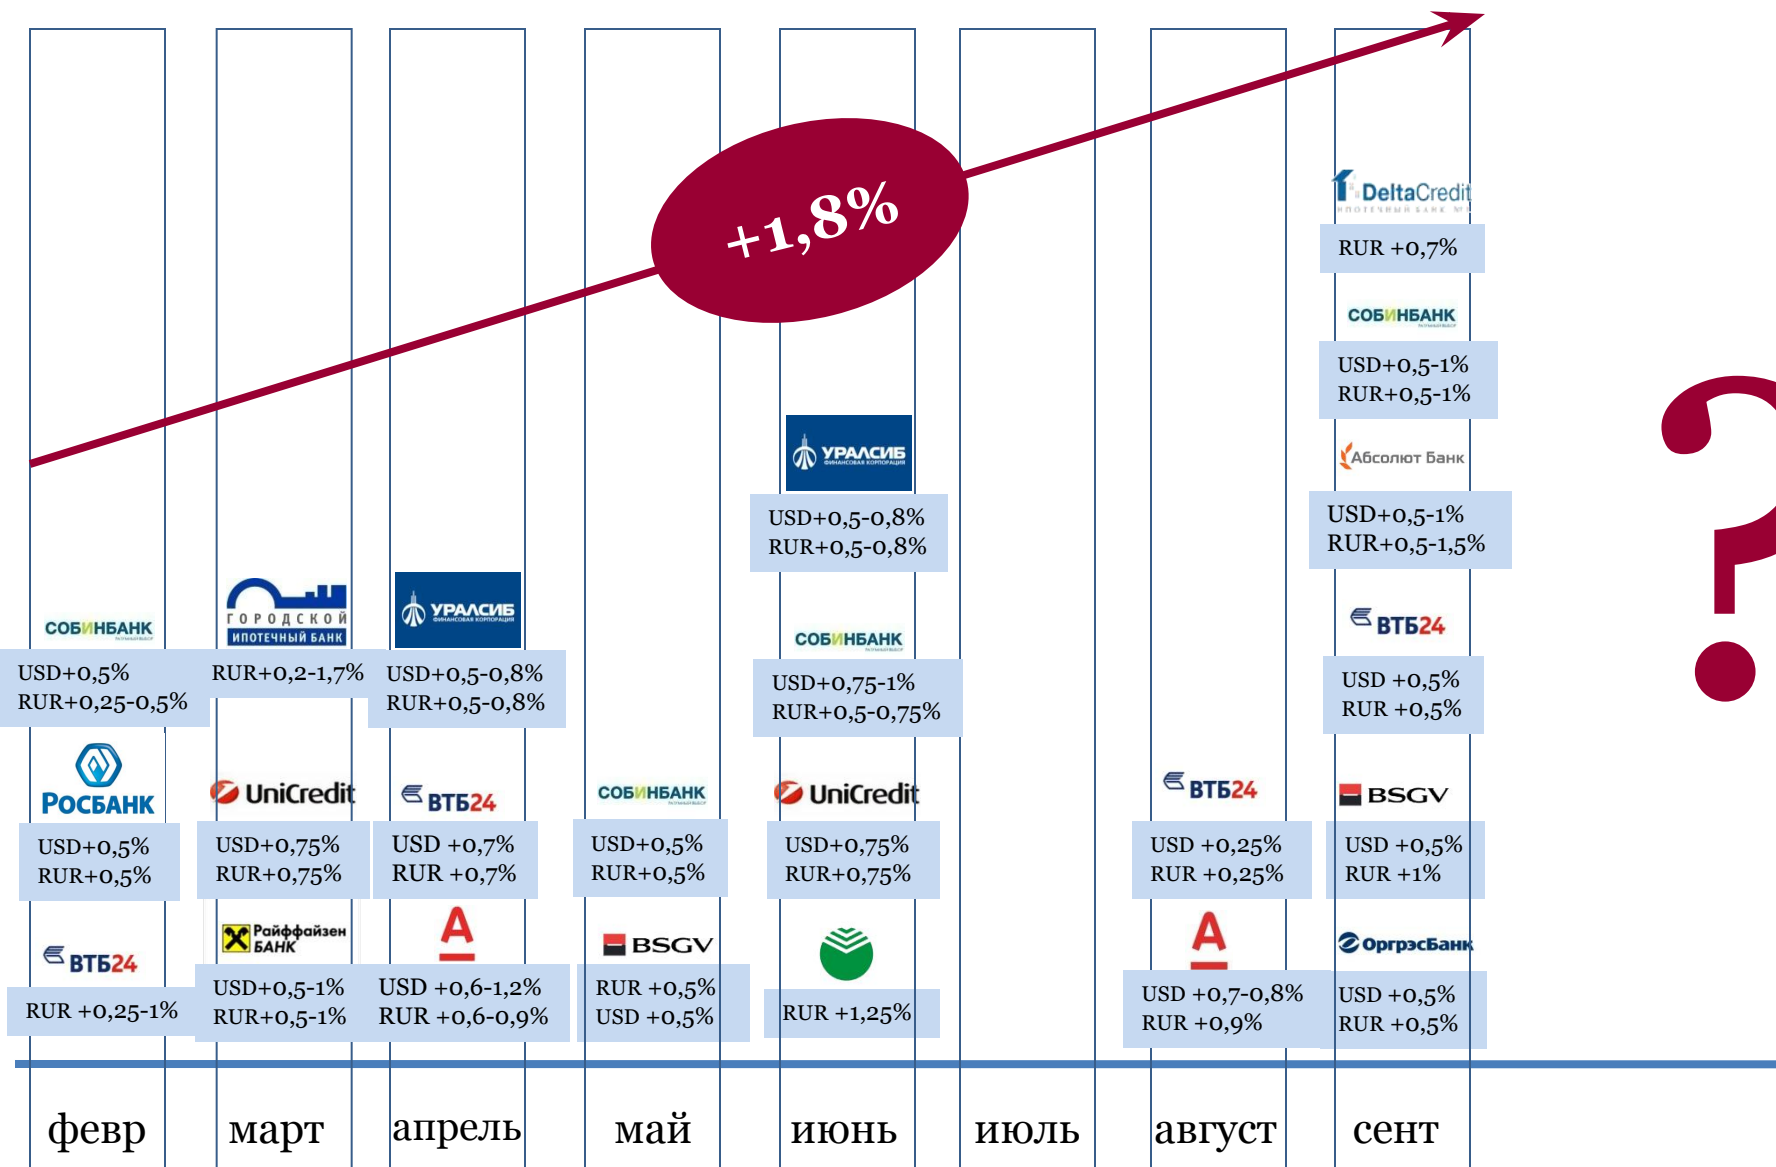 +1,8%
СОБИНБАНК
USD+0,5%
RUR+0,25-0,5%
РОСБАНК
USD+0,5%
RUR+0,5%
ВТБ24
RUR +0,25-1%
февр
ГОРОДСКОЙ
ИПОТЕЧНЫЙ БАНК
RUR+0,2-1,7%
UniCredit
USD+0,75%
RUR+0,75%
Райффайзен
БАНК
USD+0,5-1%
RUR+0,5-1%
март
УРАЛСИБ
ФИНАНСОВАЯ КОРПОРАЦИЯ
USD+0,5-0,8%
RUR+0,5-0,8%
ВТБ24
USD +0,7%
RUR +0,7%
А
USD +0,6-1,2%
RUR +0,6-0,9%
апрель
СОБИНБАНК
USD+0,5%
RUR+0,5%
BSGV
RUR +0,5%
USD +0,5%
май
УРАЛСИБ
ФИНАНСОВАЯ КОРПОРАЦИЯ
USD+0,5-0,8%
RUR+0,5-0,8%
СОБИНБАНК
USD+0,75-1%
RUR+0,5-0,75%
UniCredit
USD+0,75%
RUR+0,75%
RUR +1,25%
июнь
июль
ВТБ24
USD +0,25%
RUR +0,25%
А
USD +0,7-0,8%
RUR +0,9%
август
DeltaCredit
ИПОТЕЧНЫЙ БАНК №1
RUR +0,7%
СОБИНБАНК
USD+0,5-1%
RUR+0,5-1%
Абсолют Банк
USD+0,5-1%
RUR+0,5-1,5%
ВТБ24
USD +0,5%
RUR +0,5%
BSGV
USD +0,5%
RUR +1%
ОргрэсБанк
USD +0,5%
RUR +0,5%
сент
?